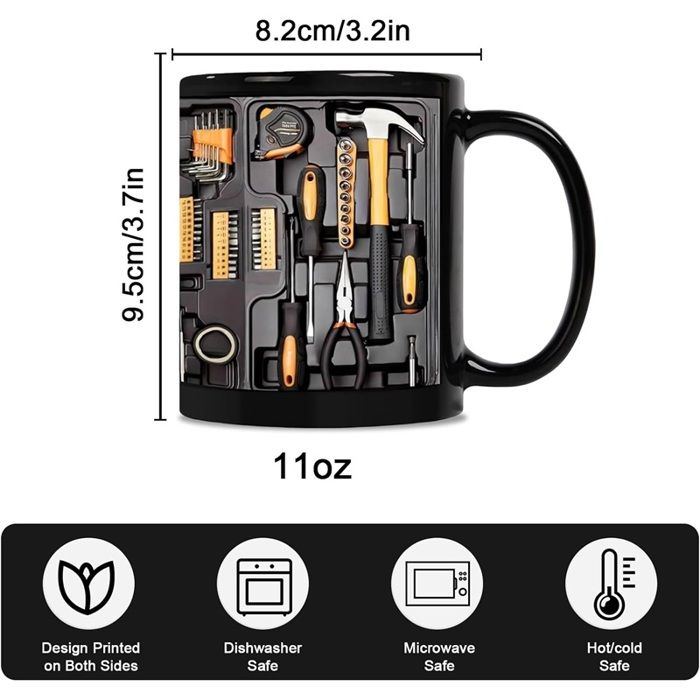 8.2cm/3.2in
9.5cm/3.7in
11oz
Design Printed
on Both Sides
Dishwasher
Safe
Microwave
Safe
Hot/cold
Safe